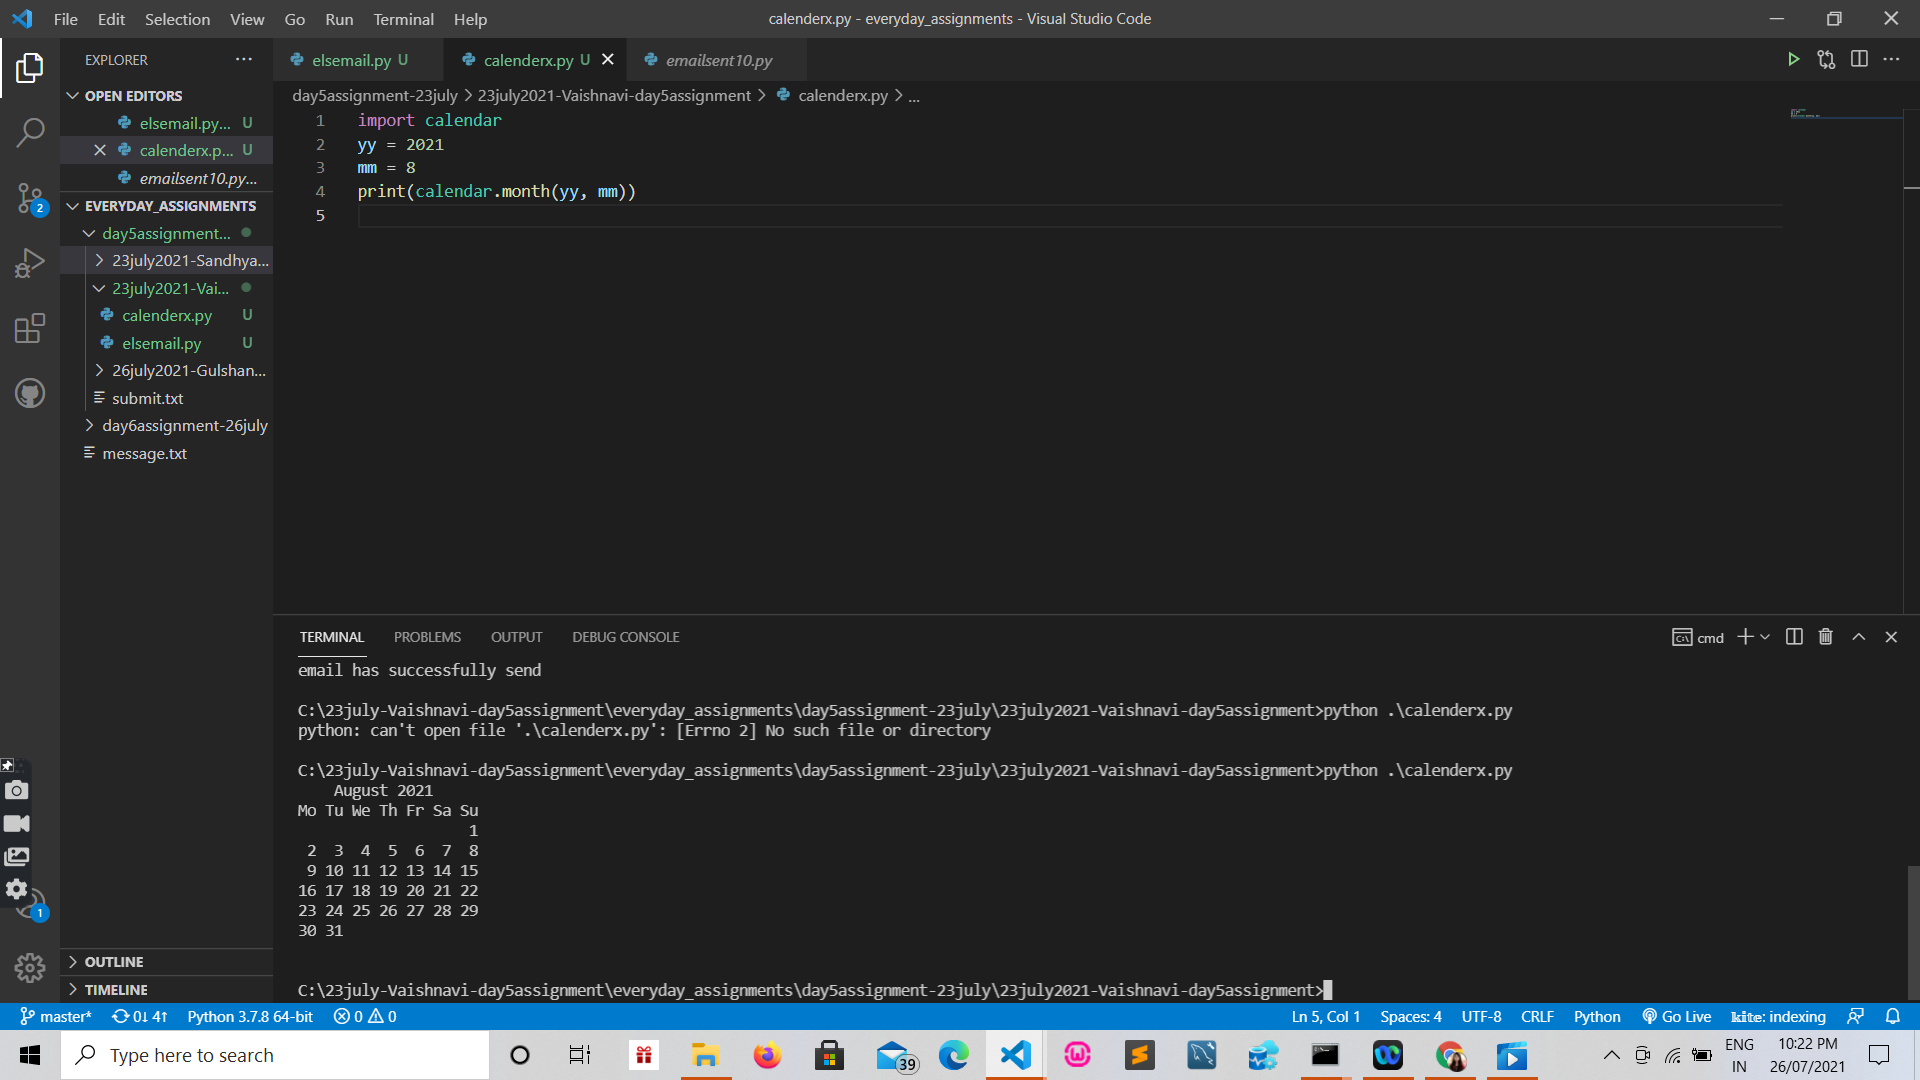 File Edit Selection View Go Run Terminal Help
calenderx.py - everyday_assignments - Visual Studio Code
EXPLORER
OPEN EDITORS
elsemail.py... U
calenderx.p... U
emailsent10.py...
EVERYDAY_ASSIGNMENTS
day5assignment...
23july2021-Sandhya...
23july2021-Vai...
calenderx.py U
elsemail.py U
26july2021-Gulshan...
submit.txt
day6assignment-26july
message.txt
OUTLINE
TIMELINE
2
1
elsemail.py U
calenderx.py U
emailsent10.py
day5assignment-23july > 23july2021-Vaishnavi-day5assignment > calenderx.py > ...
1 import calendar
2 yy = 2021
3 mm = 8
4 print(calendar.month(yy, mm))
5
TERMINAL PROBLEMS OUTPUT DEBUG CONSOLE
cmd
email has successfully send
C:\23july-Vaishnavi-day5assignment\everyday_assignments\day5assignment-23july\23july2021-Vaishnavi-day5assignment>python .\calenderx.py
python: can't open file '.\calenderx.py': [Errno 2] No such file or directory
C:\23july-Vaishnavi-day5assignment\everyday_assignments\day5assignment-23july\23july2021-Vaishnavi-day5assignment>python .\calenderx.py
August 2021
Mo Tu We Th Fr Sa Su
1
2 3 4 5 6 7 8
9 10 11 12 13 14 15
16 17 18 19 20 21 22
23 24 25 26 27 28 29
30 31
C:\23july-Vaishnavi-day5assignment\everyday_assignments\day5assignment-23july\23july2021-Vaishnavi-day5assignment>
master* 0↓ 4↑ Python 3.7.8 64-bit 0 0
Ln 5, Col 1 Spaces: 4 UTF-8 CRLF Python Go Live kite: indexing
Type here to search
39
ENG
IN
10:22 PM
26/07/2021